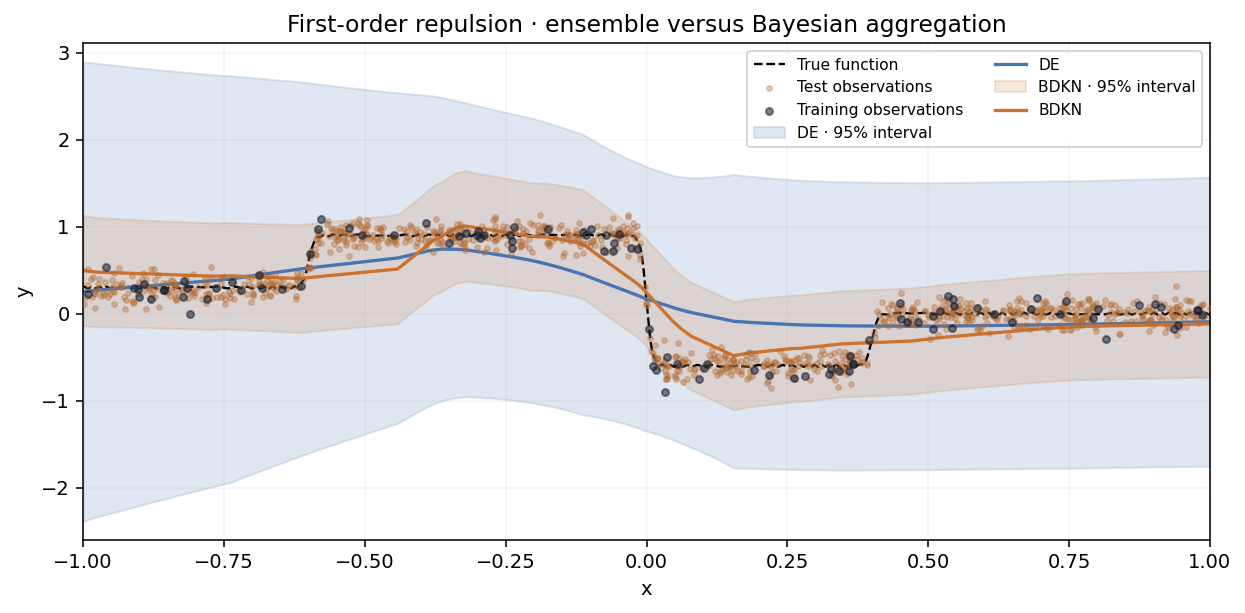 First-order repulsion · ensemble versus Bayesian aggregation
True function
Test observations
Training observations
DE · 95% interval
DE
BDKN · 95% interval
BDKN
y
3
2
1
0
−1
−2
−1.00 −0.75 −0.50 −0.25 0.00 0.25 0.50 0.75 1.00
x